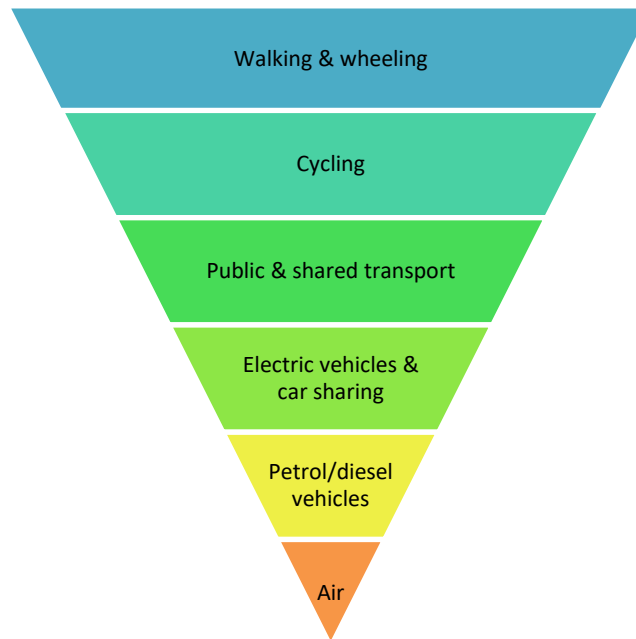 Walking & wheeling
Cycling
Public & shared transport
Electric vehicles &
car sharing
Petrol/diesel
vehicles
Air